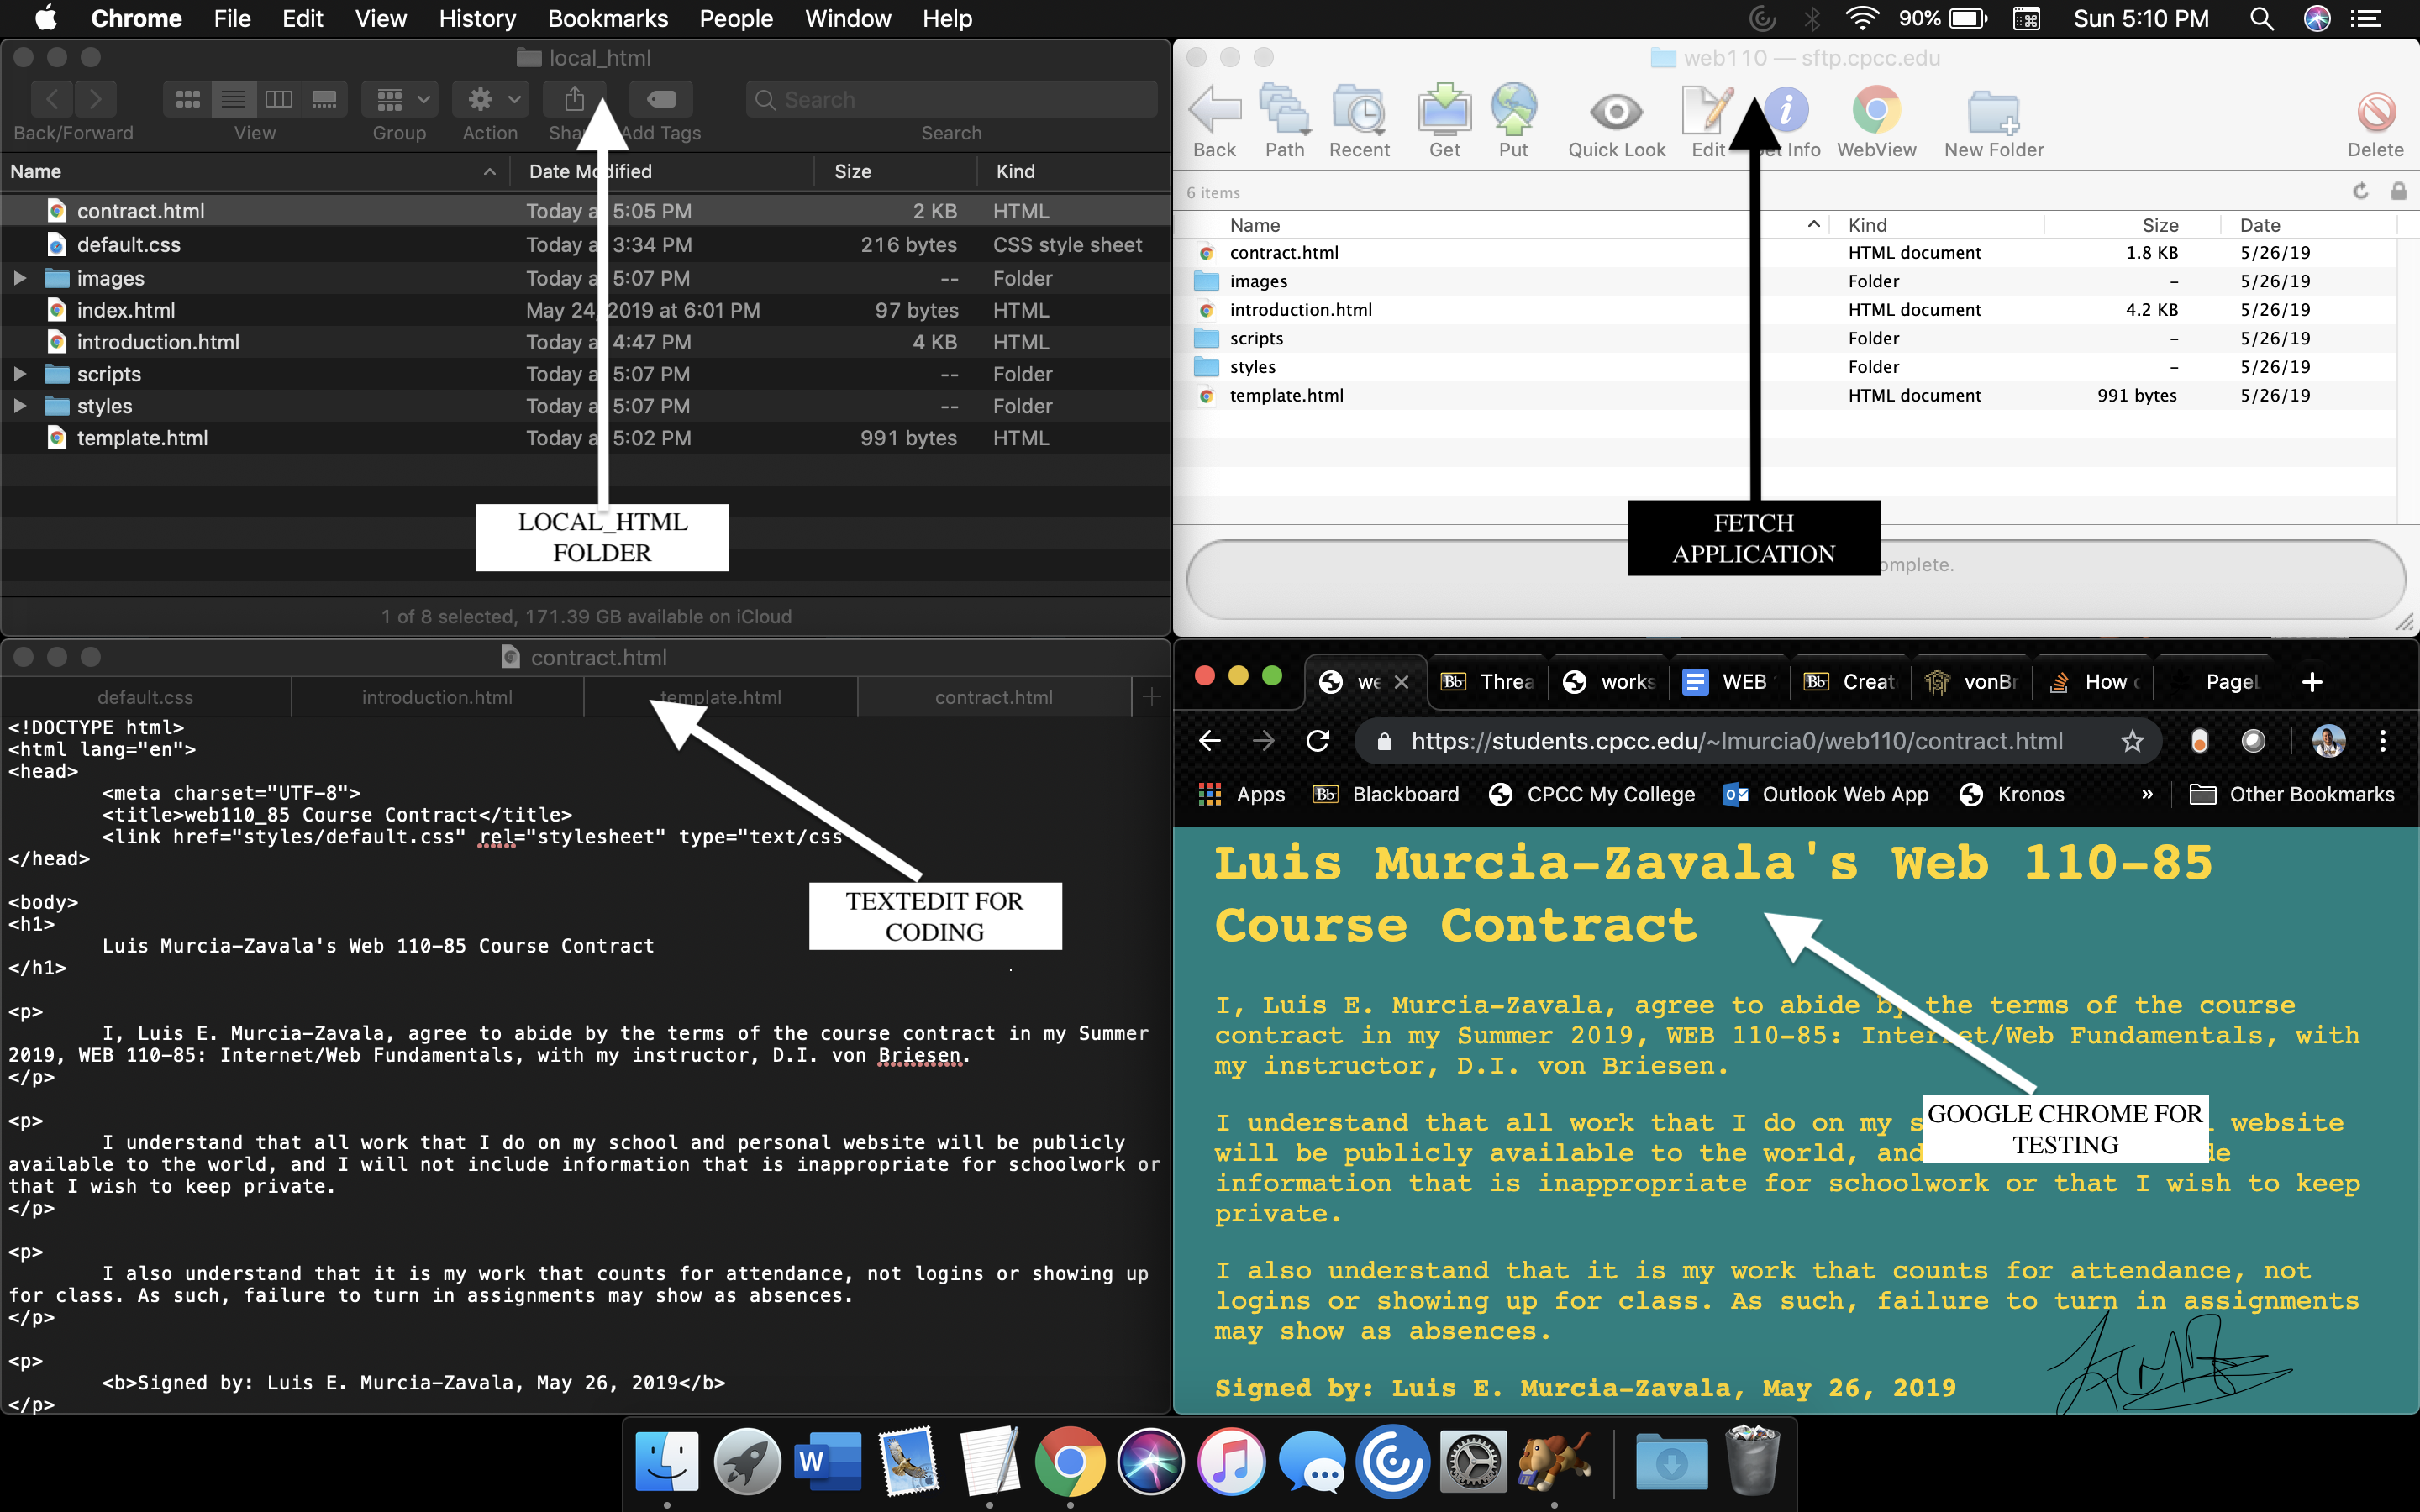 Chrome File Edit View History Bookmarks People Window Help 90% Sun 5:10 PM
local_html
Search
Back/Forward View Group Action Add Tags Search
Name Date Modified Size Kind
contract.html Today 5:05 PM 2 KB HTML
default.css Today 3:34 PM 216 bytes CSS style sheet
images Today 5:07 PM -- Folder
index.html May 24, 2019 at 6:01 PM 97 bytes HTML
introduction.html Today 4:47 PM 4 KB HTML
scripts Today 5:07 PM -- Folder
styles Today 5:07 PM -- Folder
template.html Today 5:02 PM 991 bytes HTML
LOCAL_HTML
FOLDER
1 of 8 selected, 171.39 GB available on iCloud
web110 — sftp.cpcc.edu
Back Path Recent Get Put Quick Look Edit Info WebView New Folder Delete
6 items
Name Kind Size Date
contract.html HTML document 1.8 KB 5/26/19
images Folder – 5/26/19
introduction.html HTML document 4.2 KB 5/26/19
scripts Folder – 5/26/19
styles Folder – 5/26/19
template.html HTML document 991 bytes 5/26/19
FETCH
APPLICATION
omplete.
contract.html
default.css introduction.html template.html contract.html
<!DOCTYPE html>
<html lang="en">
<head>
<meta charset="UTF-8">
<title>web110_85 Course Contract</title>
<link href="styles/default.css" rel="stylesheet" type="text/css
</head>
<body>
<h1>
Luis Murcia-Zavala's Web 110-85 Course Contract
</h1>
<p>
I, Luis E. Murcia-Zavala, agree to abide by the terms of the course contract in my Summer
2019, WEB 110-85: Internet/Web Fundamentals, with my instructor, D.I. von Briesen.
</p>
<p>
I understand that all work that I do on my school and personal website will be publicly
available to the world, and I will not include information that is inappropriate for schoolwork or
that I wish to keep private.
</p>
<p>
I also understand that it is my work that counts for attendance, not logins or showing up
for class. As such, failure to turn in assignments may show as absences.
</p>
<p>
<b>Signed by: Luis E. Murcia-Zavala, May 26, 2019</b>
</p>
TEXTEDIT FOR
CODING
we Bb Threa works WEB Bb Creat vonBr How PageL
https://students.cpcc.edu/~lmurcia0/web110/contract.html
Apps Bb Blackboard CPCC My College Outlook Web App Kronos » Other Bookmarks
Luis Murcia-Zavala's Web 110-85
Course Contract
I, Luis E. Murcia-Zavala, agree to abide by the terms of the course
contract in my Summer 2019, WEB 110-85: Internet/Web Fundamentals, with
my instructor, D.I. von Briesen.
I understand that all work that I do on my s website
will be publicly available to the world, and de
information that is inappropriate for schoolwork or that I wish to keep
private.
I also understand that it is my work that counts for attendance, not
logins or showing up for class. As such, failure to turn in assignments
may show as absences.
Signed by: Luis E. Murcia-Zavala, May 26, 2019
GOOGLE CHROME FOR
TESTING
W